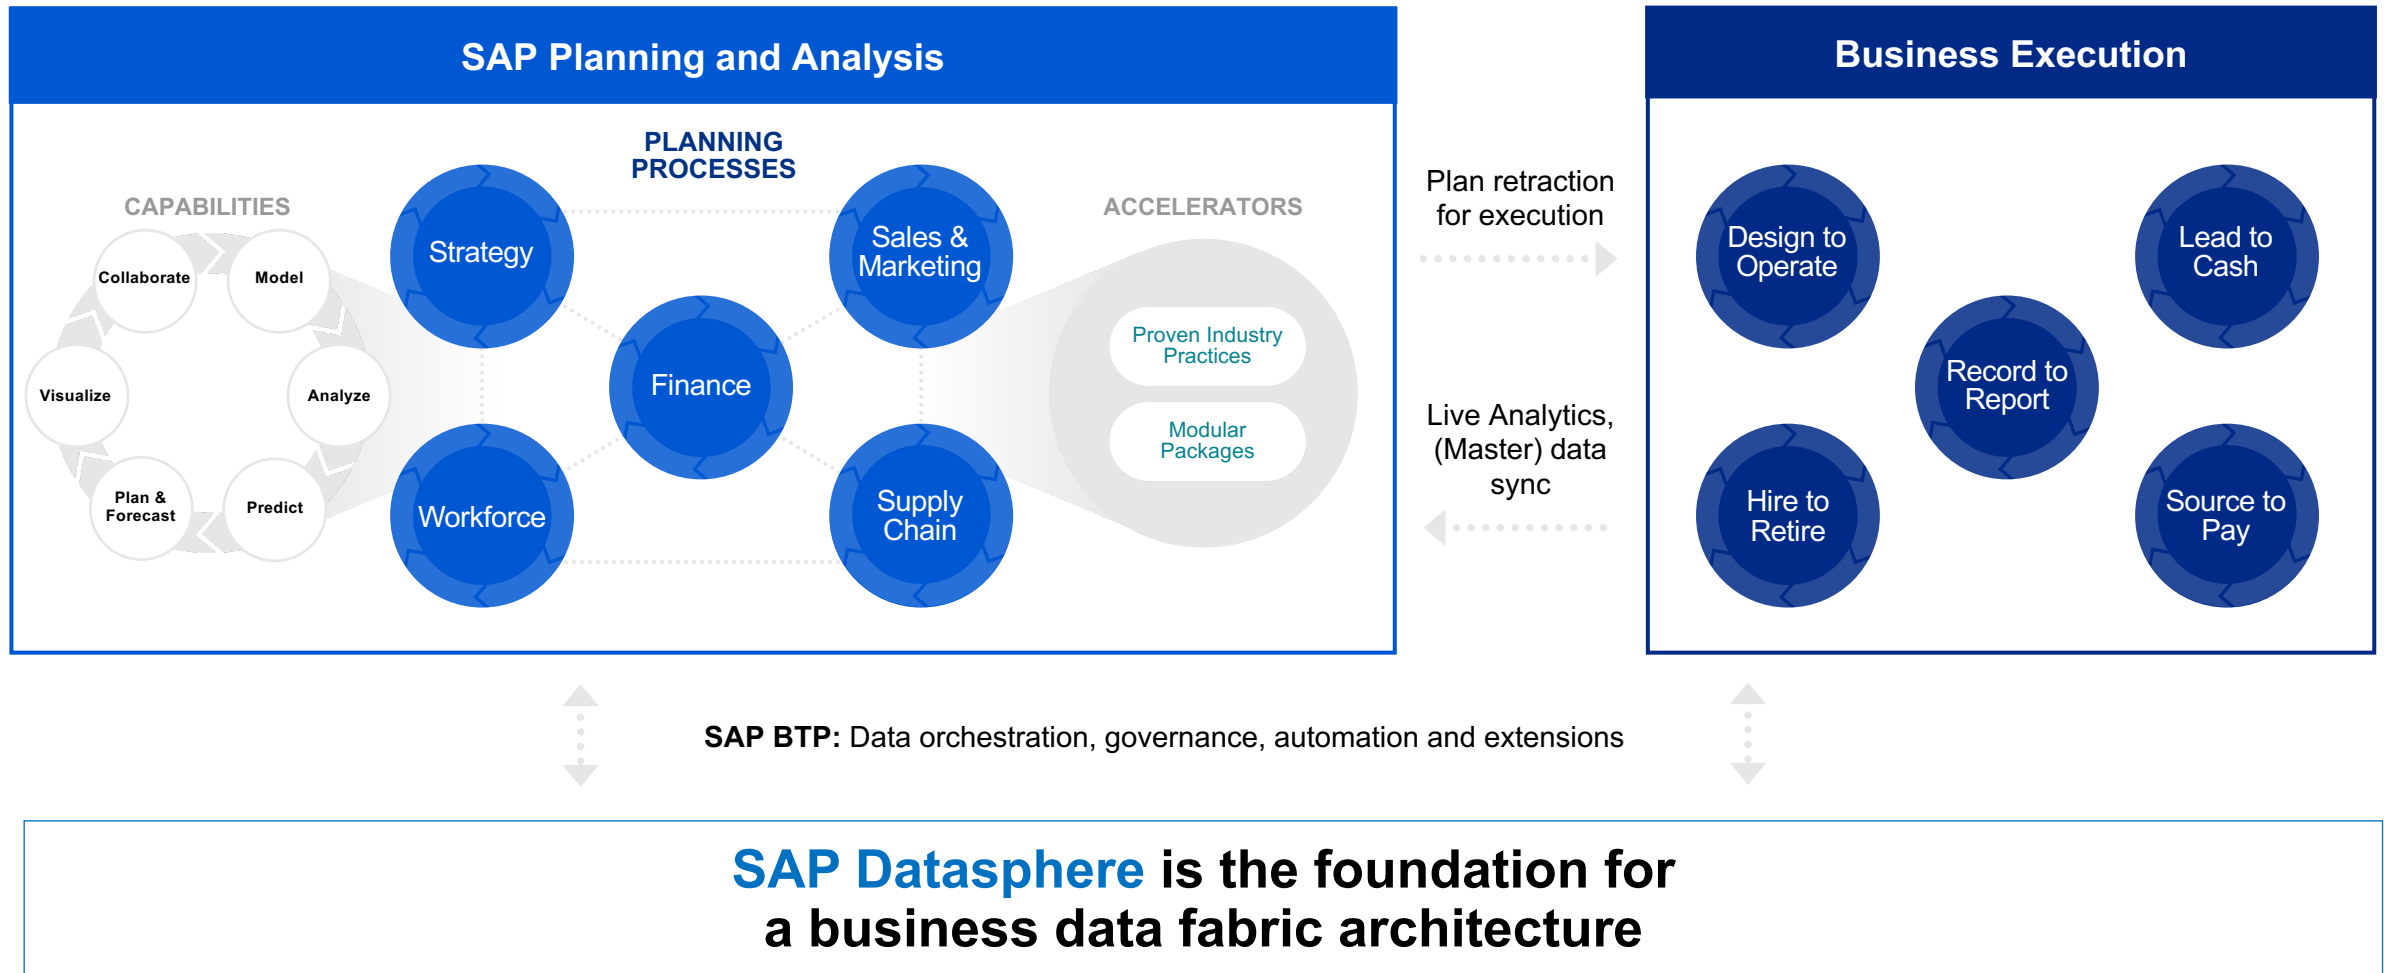 SAP Planning and Analysis
Business Execution
PLANNING
PROCESSES
CAPABILITIES
Collaborate
Model
Visualize
Analyze
Plan &
Forecast
Predict
Strategy
Sales &
Marketing
Finance
Workforce
Supply
Chain
ACCELERATORS
Proven Industry
Practices
Modular
Packages
Plan retraction
for execution
Live Analytics,
(Master) data
sync
Design to
Operate
Lead to
Cash
Record to
Report
Hire to
Retire
Source to
Pay
SAP BTP: Data orchestration, governance, automation and extensions
SAP Datasphere is the foundation for
a business data fabric architecture